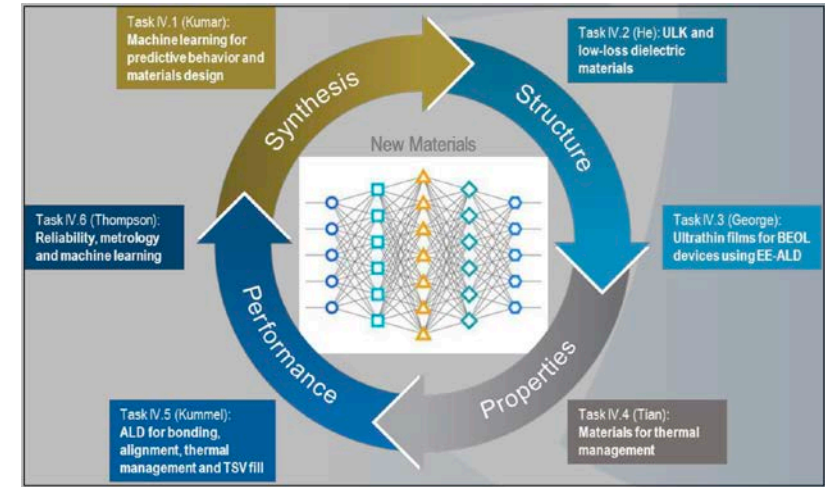 Task IV.1 (Kumar):
Machine learning for
predictive behavior and
materials design
Task IV.2 (He): ULK and
low-loss dielectric
materials
Synthesis
Structure
New Materials
Task IV.6 (Thompson):
Reliability, metrology
and machine learning
Task IV.3 (George):
Ultrathin films for BEOL
devices using EE-ALD
Performance
Properties
Task IV.5 (Kummel):
ALD for bonding,
alignment, thermal
management and TSV fill
Task IV.4 (Tian):
Materials for thermal
management